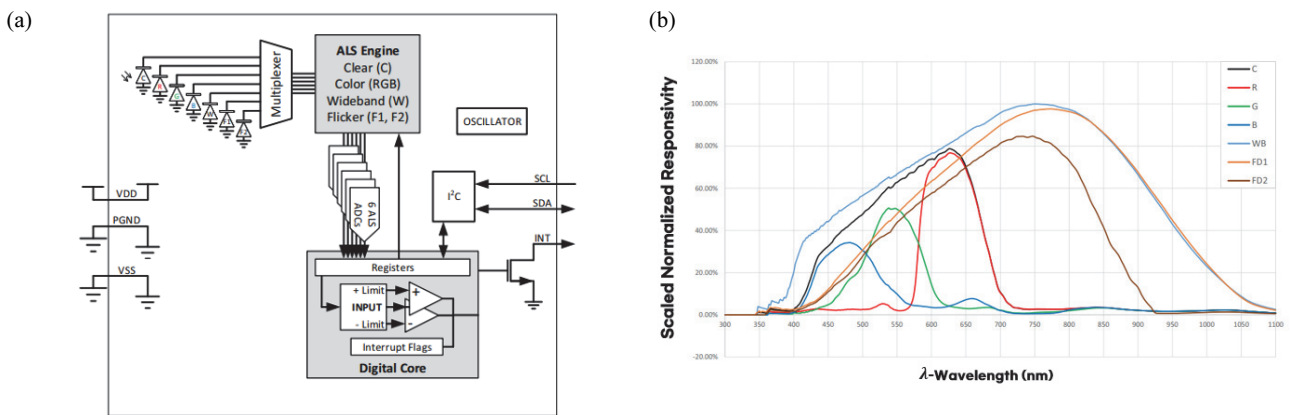 (a)
ALS Engine
Clear (C)
Color (RGB)
Wideband (W)
Flicker (F1, F2)
Multiplexer
C
R
G
B
W
F1
F2
OSCILLATOR
6 ALS
ADCs
I²C
SCL
SDA
INT
VDD
PGND
VSS
Registers
+ Limit
INPUT
- Limit
+
-
Interrupt Flags
Digital Core
(b)
Scaled Normalized Responsivity
120.00%
100.00%
80.00%
60.00%
40.00%
20.00%
0.00%
-20.00%
300
350
400
450
500
550
600
650
700
750
800
850
900
950
1000
1050
1100
λ-Wavelength (nm)
C
R
G
B
WB
FD1
FD2